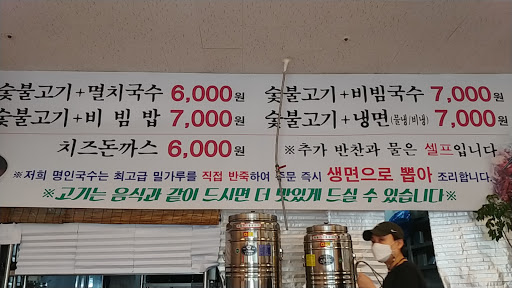 숯불고기+멸치국수 6,000원 숯불고기+비빔국수 7,000원
숯불고기+비 빔 밥 7,000원 숯불고기+냉면(물냉/비냉) 7,000원
치즈돈까스 6,000원 ※추가 반찬과 물은 셀프입니다
※저희 명인국수는 최고급 밀가루를 직접 반죽하여 주문 즉시 생면으로 뽑아 조리합니다.
※고기는 음식과 같이 드시면 더 맛있게 드실 수 있습니다※